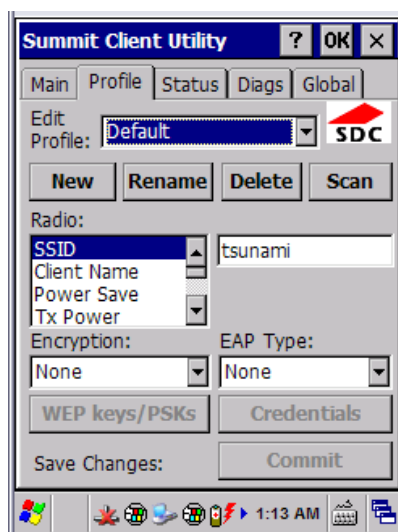 Summit Client Utility ? OK ×
Main Profile Status Diags Global
Edit
Profile: Default
SDC
New Rename Delete Scan
Radio:
SSID tsunami
Client Name
Power Save
Tx Power
Encryption: EAP Type:
None None
WEP keys/PSKs Credentials
Save Changes: Commit
1:13 AM